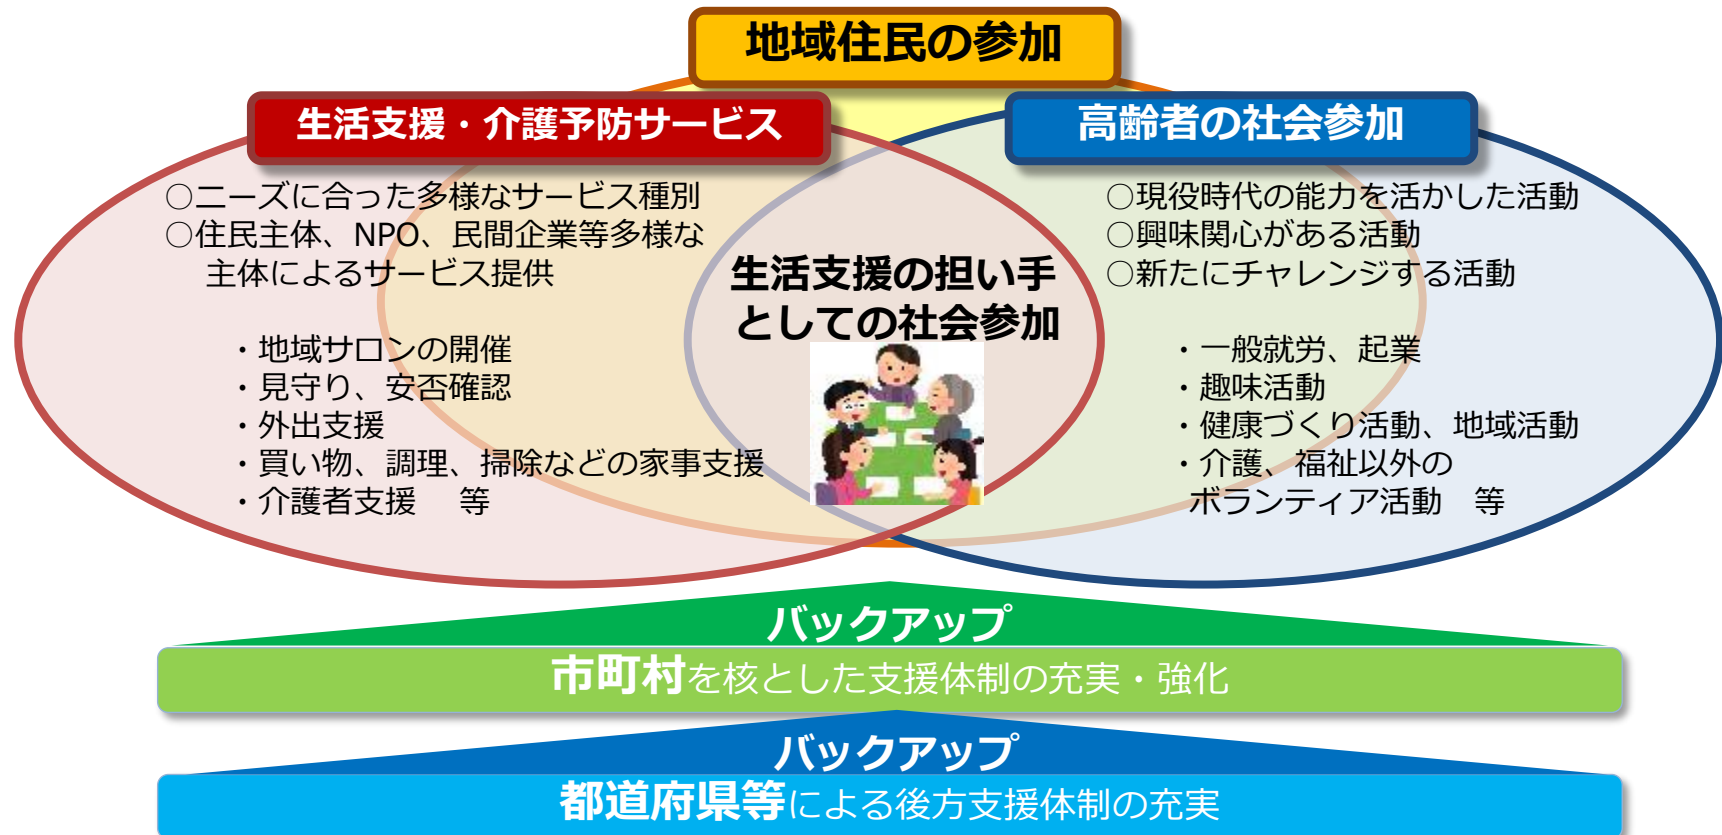 地域住民の参加
生活支援・介護予防サービス
○ニーズに合った多様なサービス種別
○住民主体、NPO、民間企業等多様な
主体によるサービス提供
・地域サロンの開催
・見守り、安否確認
・外出支援
・買い物、調理、掃除などの家事支援
・介護者支援　等
生活支援の担い手
としての社会参加
高齢者の社会参加
○現役時代の能力を活かした活動
○興味関心がある活動
○新たにチャレンジする活動
・一般就労、起業
・趣味活動
・健康づくり活動、地域活動
・介護、福祉以外の
ボランティア活動　等
バックアップ
市町村を核とした支援体制の充実・強化
バックアップ
都道府県等による後方支援体制の充実